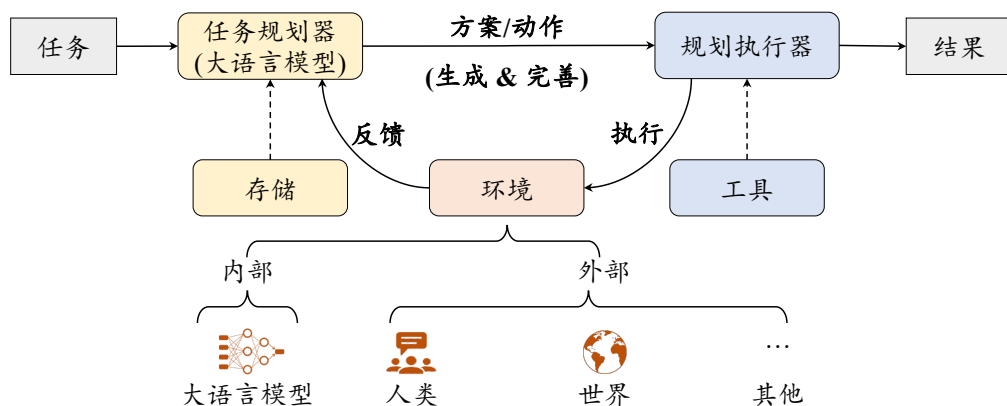 任务
任务规划器
(大语言模型)
方案/动作
(生成 & 完善)
规划执行器
结果
反馈
执行
存储
环境
工具
内部
外部
大语言模型
人类
世界
...
其他